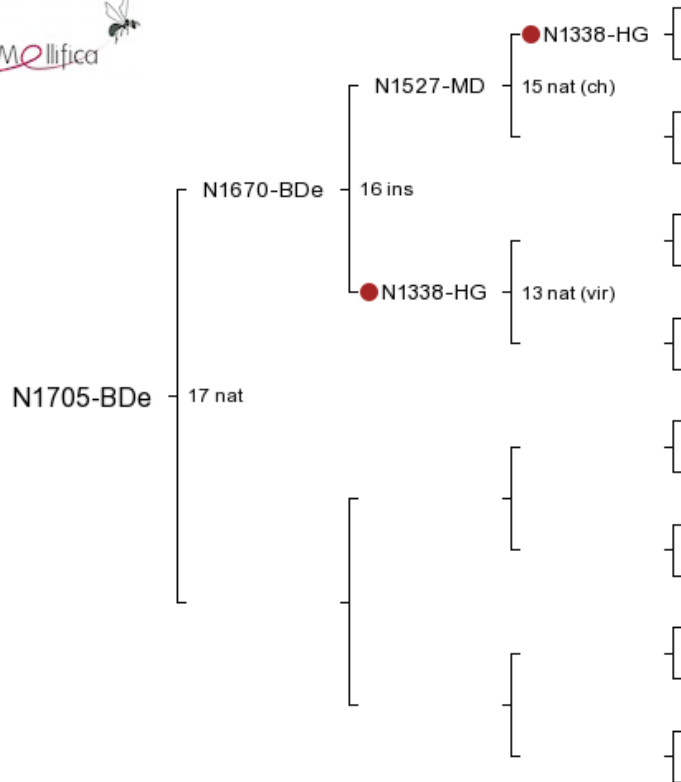 Mellifica
N1338-HG
N1527-MD
15 nat (ch)
N1670-BDe
16 ins
N1338-HG
13 nat (vir)
N1705-BDe
17 nat